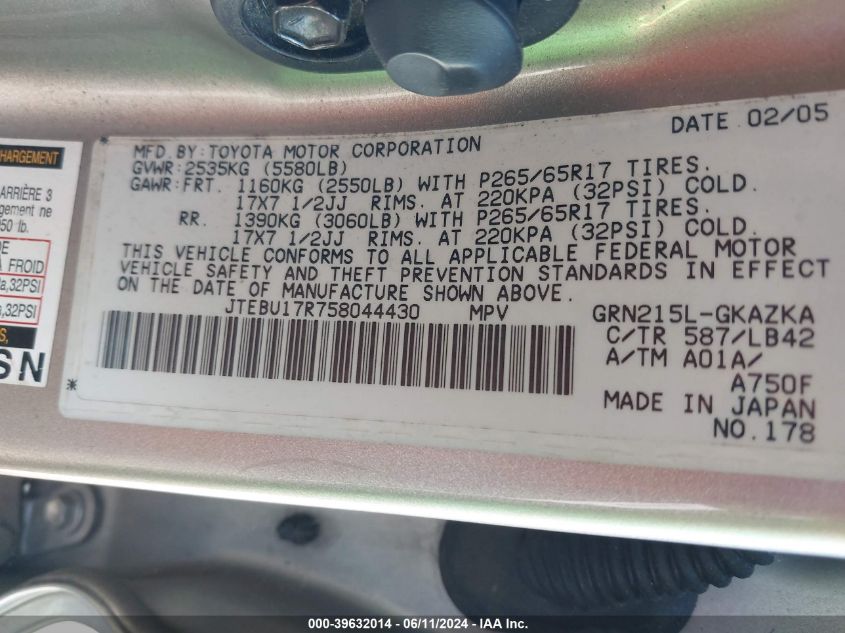 DATE 02/05
MFD.BY:TOYOTA MOTOR CORPORATION
GVWR:2535KG (5580LB)
GAWR:FRT. 1160KG (2550LB) WITH P265/65R17 TIRES.
17X7 1/2JJ RIMS. AT 220KPA (32PSI) COLD.
RR. 1390KG (3060LB) WITH P265/65R17 TIRES.
17X7 1/2JJ RIMS. AT 220KPA (32PSI) COLD.
THIS VEHICLE CONFORMS TO ALL APPLICABLE FEDERAL MOTOR
VEHICLE SAFETY AND THEFT PREVENTION STANDARDS IN EFFECT
ON THE DATE OF MANUFACTURE SHOWN ABOVE.
JTEBU17R758044430 MPV GRN215L-GKAZKA
C/TR 587/LB42
A/TM A01A/
A750F
MADE IN JAPAN
NO.178
*
HARGEMENT
ARRIÈRE 3
gement ne
50 lb.
DE
A FROID
a,32PSI
,32PSI
SN
000-39632014 - 06/11/2024 - IAA Inc.